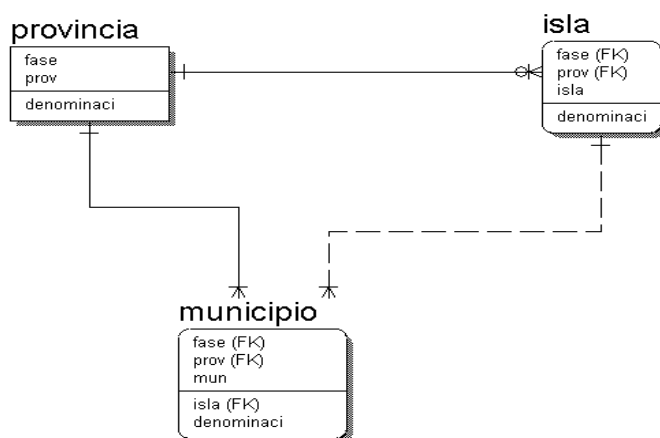 provincia
fase
prov
denominaci
isla
fase (FK)
prov (FK)
isla
denominaci
municipio
fase (FK)
prov (FK)
mun
isla (FK)
denominaci